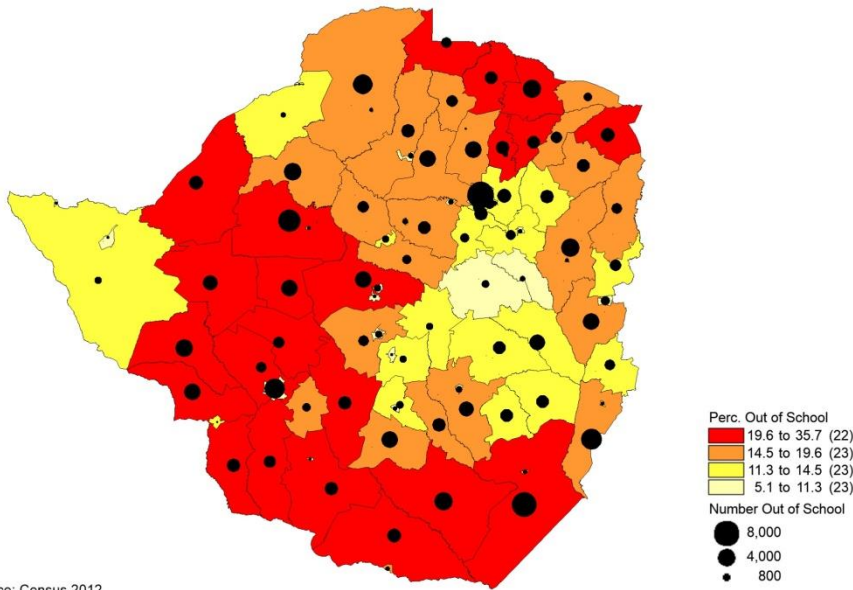 Perc. Out of School
19.6 to 35.7 (22)
14.5 to 19.6 (23)
11.3 to 14.5 (23)
5.1 to 11.3 (23)
Number Out of School
8,000
4,000
800
Census 2012